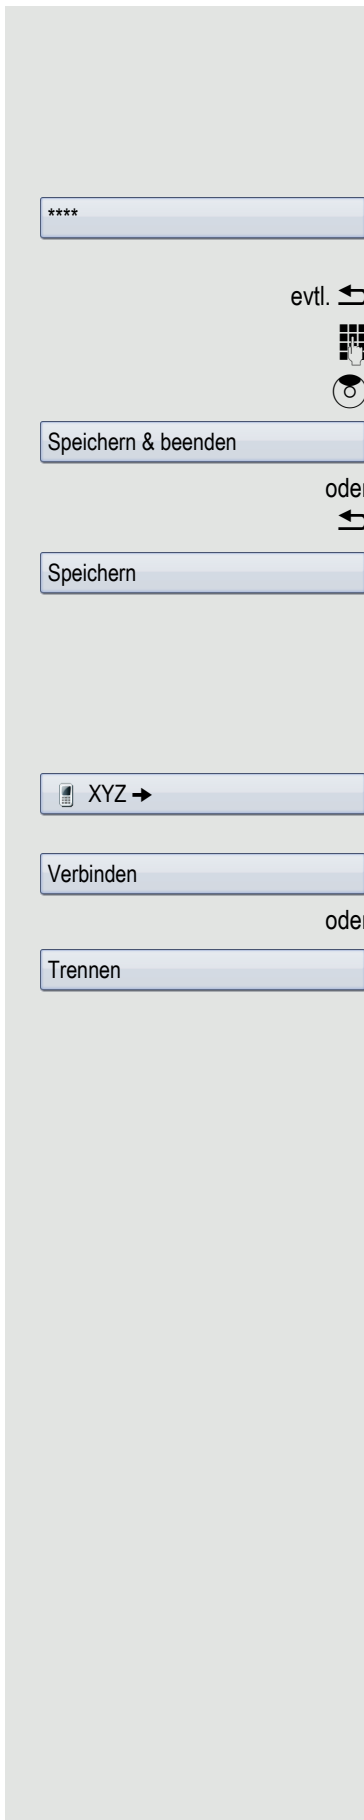 ****
evtl.
Speichern & beenden
oder
Speichern
XYZ →
Verbinden
oder
Trennen